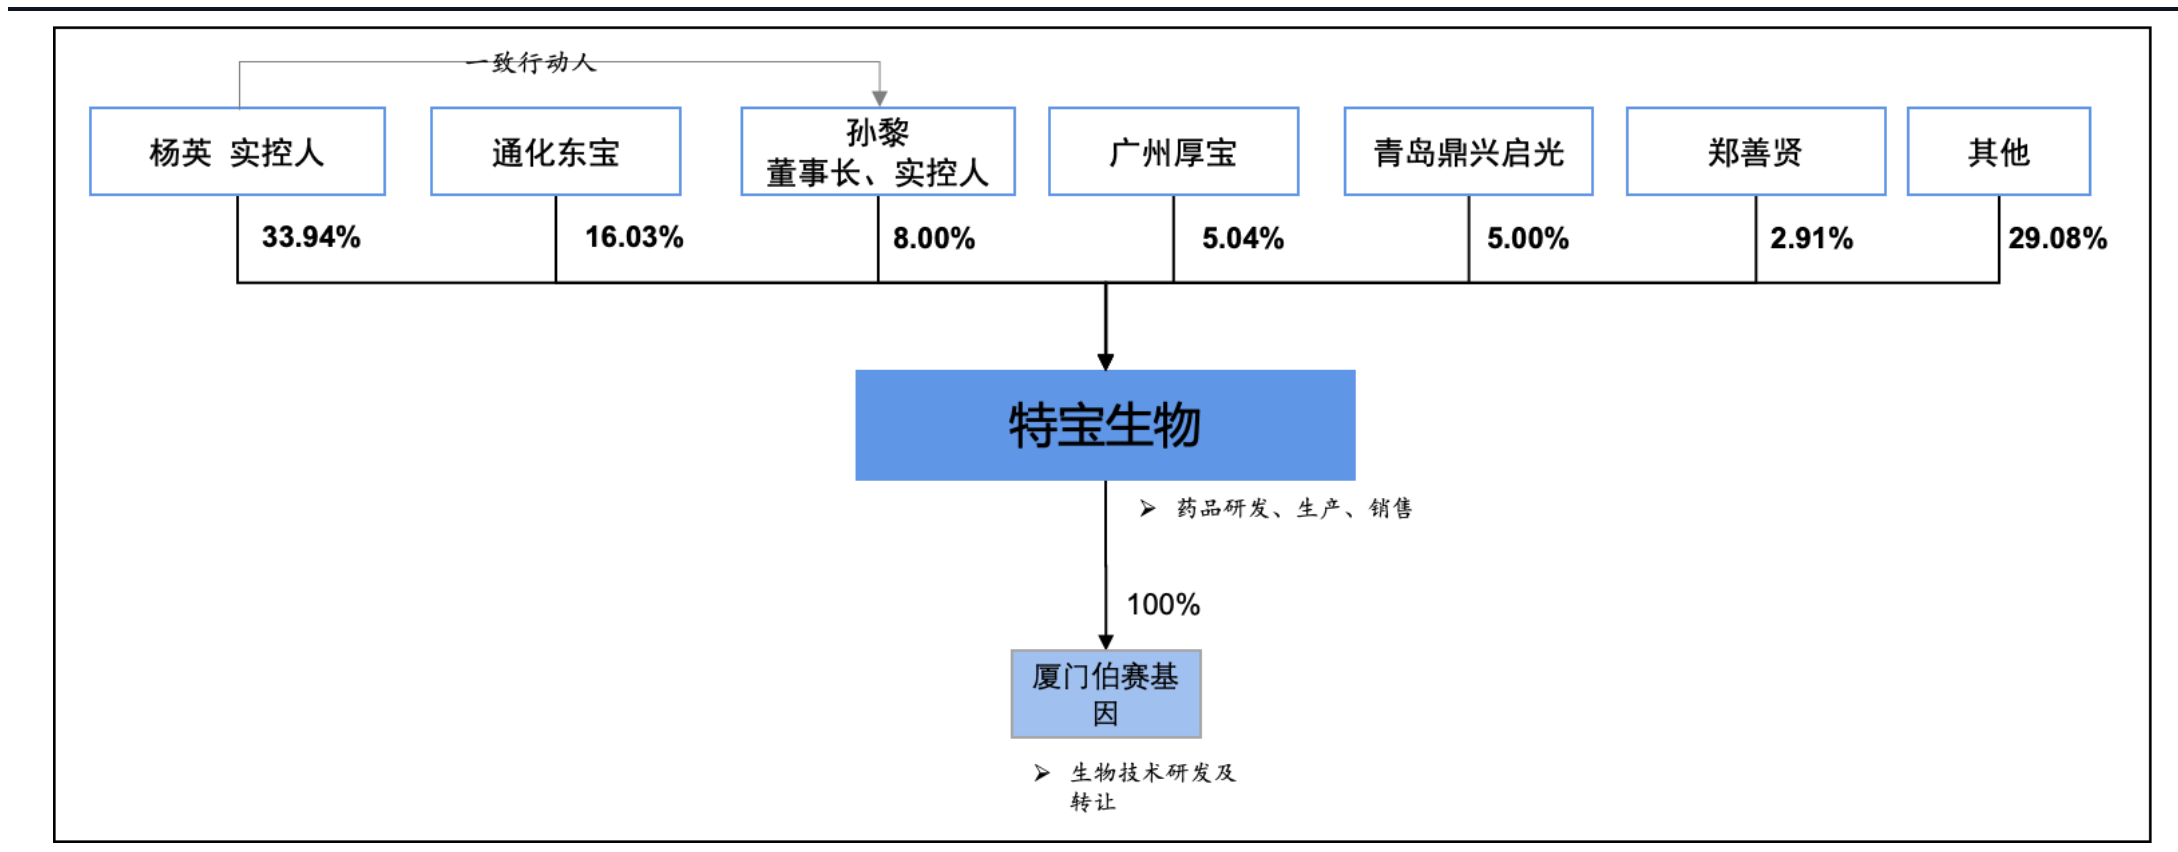 一致行动人
杨英 实控人
通化东宝
孙黎
董事长、实控人
广州厚宝
青岛鼎兴启光
郑善贤
其他
33.94%
16.03%
8.00%
5.04%
5.00%
2.91%
29.08%
特宝生物
➢ 药品研发、生产、销售
100%
厦门伯赛基
因
➢ 生物技术研发及
转让